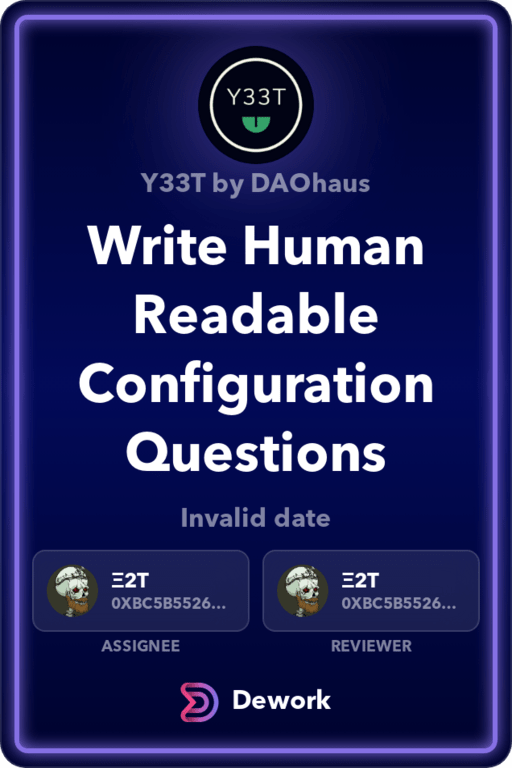 Y33T
Y33T by DAOhaus
Write Human
Readable
Configuration
Questions
Invalid date
Ξ2T
0XBC5B5526...
ASSIGNEE
Ξ2T
0XBC5B5526...
REVIEWER
Dework